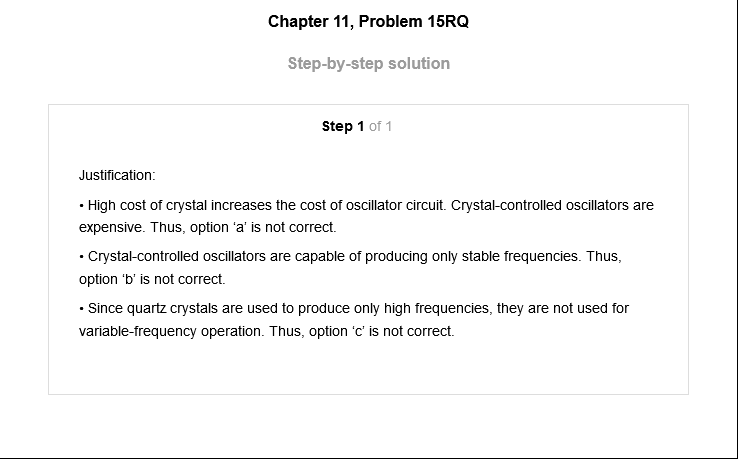 Chapter 11, Problem 15RQ
Step-by-step solution
Step 1 of 1
Justification:
• High cost of crystal increases the cost of oscillator circuit. Crystal-controlled oscillators are
expensive. Thus, option ‘a’ is not correct.
• Crystal-controlled oscillators are capable of producing only stable frequencies. Thus,
option ‘b’ is not correct.
• Since quartz crystals are used to produce only high frequencies, they are not used for
variable-frequency operation. Thus, option ‘c’ is not correct.